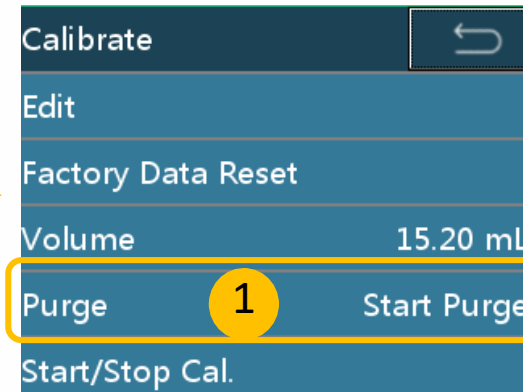 Calibrate
Edit
Factory Data Reset
Volume 15.20 mL
Purge 1 Start Purge
Start/Stop Cal.